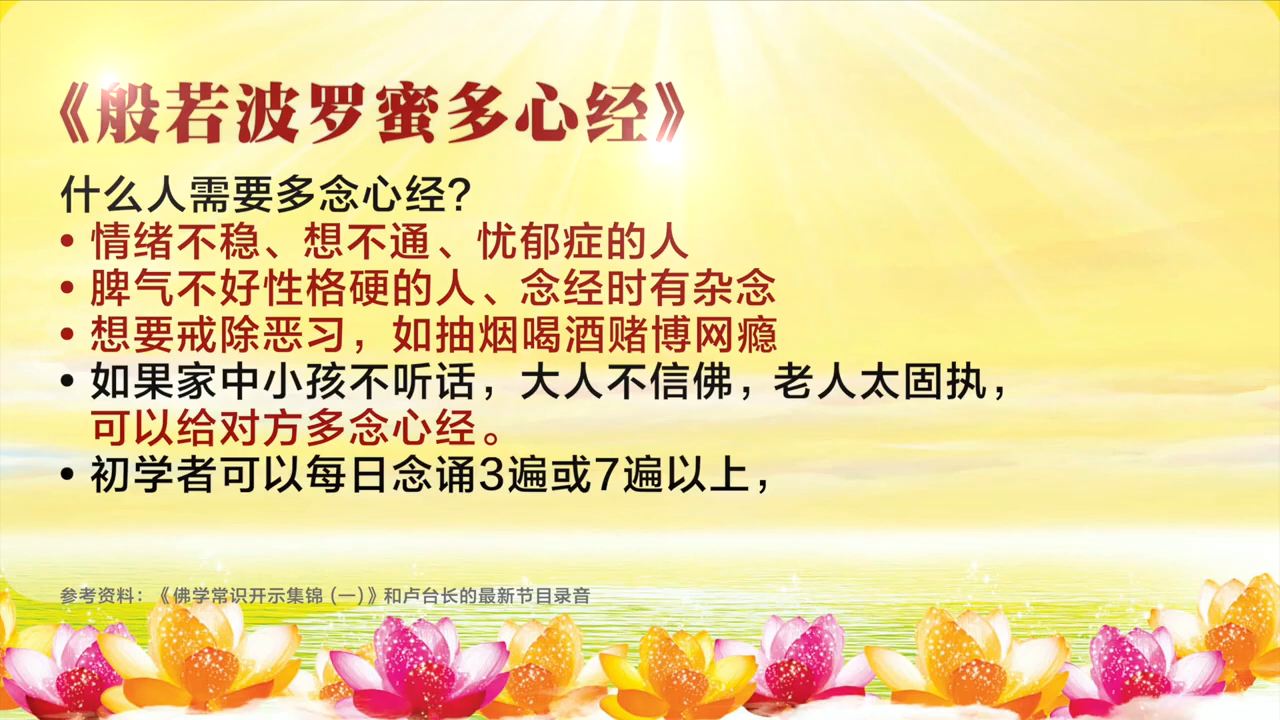 《般若波罗蜜多心经》
什么人需要多念心经？
• 情绪不稳、想不通、忧郁症的人
• 脾气不好性格硬的人、念经时有杂念
• 想要戒除恶习，如抽烟喝酒赌博网瘾
• 如果家中小孩不听话，大人不信佛，老人太固执，
可以给对方多念心经。
• 初学者可以每日念诵3遍或7遍以上，
参考资料：《佛学常识开示集锦（一）》和卢台长的最新节目录音